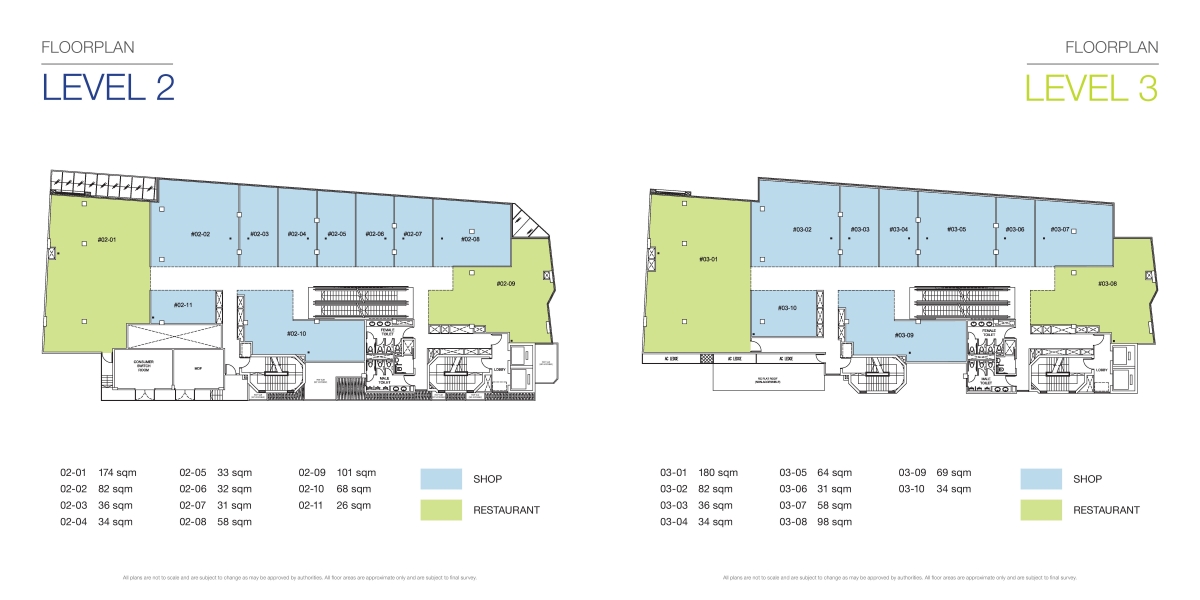 FLOORPLAN
LEVEL 2
#02-01
#02-02
#02-03
#02-04
#02-05
#02-06
#02-07
#02-08
#02-09
#02-11
#02-10
FEMALE
TOILET
MALE
TOILET
LOBBY
CONSUMER
SWITCH
ROOM
MDF
02-01 174 sqm
02-02 82 sqm
02-03 36 sqm
02-04 34 sqm
02-05 33 sqm
02-06 32 sqm
02-07 31 sqm
02-08 58 sqm
02-09 101 sqm
02-10 68 sqm
02-11 26 sqm
SHOP
RESTAURANT
All plans are not to scale and are subject to change as may be approved by authorities. All floor areas are approximate only and are subject to final survey.
FLOORPLAN
LEVEL 3
#03-01
#03-02
#03-03
#03-04
#03-05
#03-06
#03-07
#03-08
#03-10
#03-09
FEMALE
TOILET
MALE
TOILET
LOBBY
AC LEDGE
AC LEDGE
AC LEDGE
03-01 180 sqm
03-02 82 sqm
03-03 36 sqm
03-04 34 sqm
03-05 64 sqm
03-06 31 sqm
03-07 58 sqm
03-08 98 sqm
03-09 69 sqm
03-10 34 sqm
SHOP
RESTAURANT
All plans are not to scale and are subject to change as may be approved by authorities. All floor areas are approximate only and are subject to final survey.